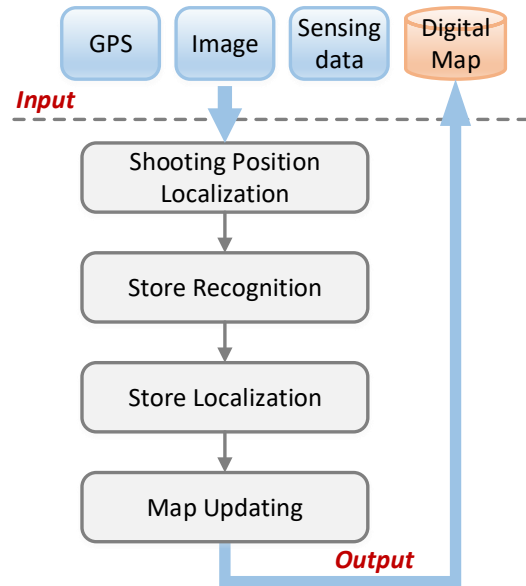 GPS
Image
Sensing
data
Digital
Map
Input
Shooting Position
Localization
Store Recognition
Store Localization
Map Updating
Output